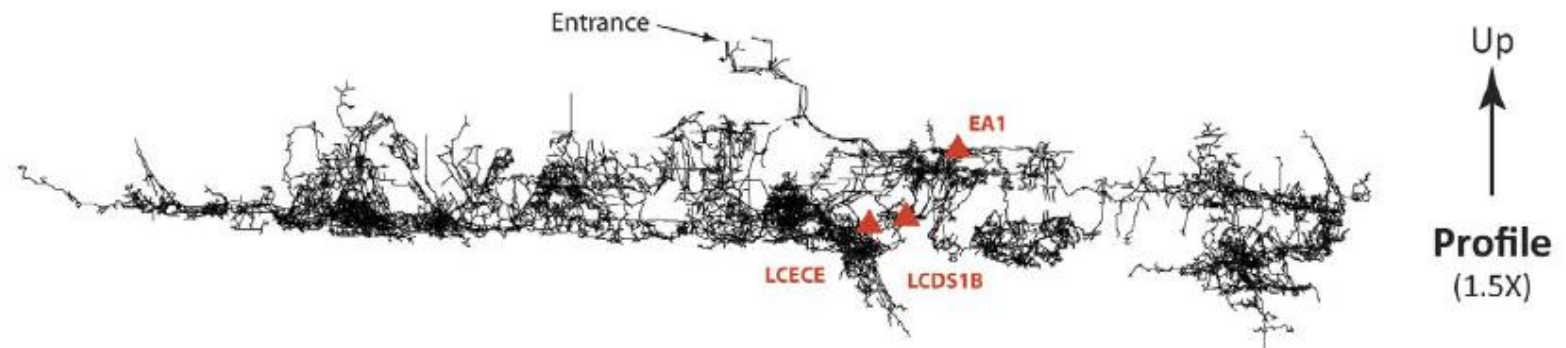 Entrance
Up
EA1
LCECE
LCDS1B
Profile
(1.5X)